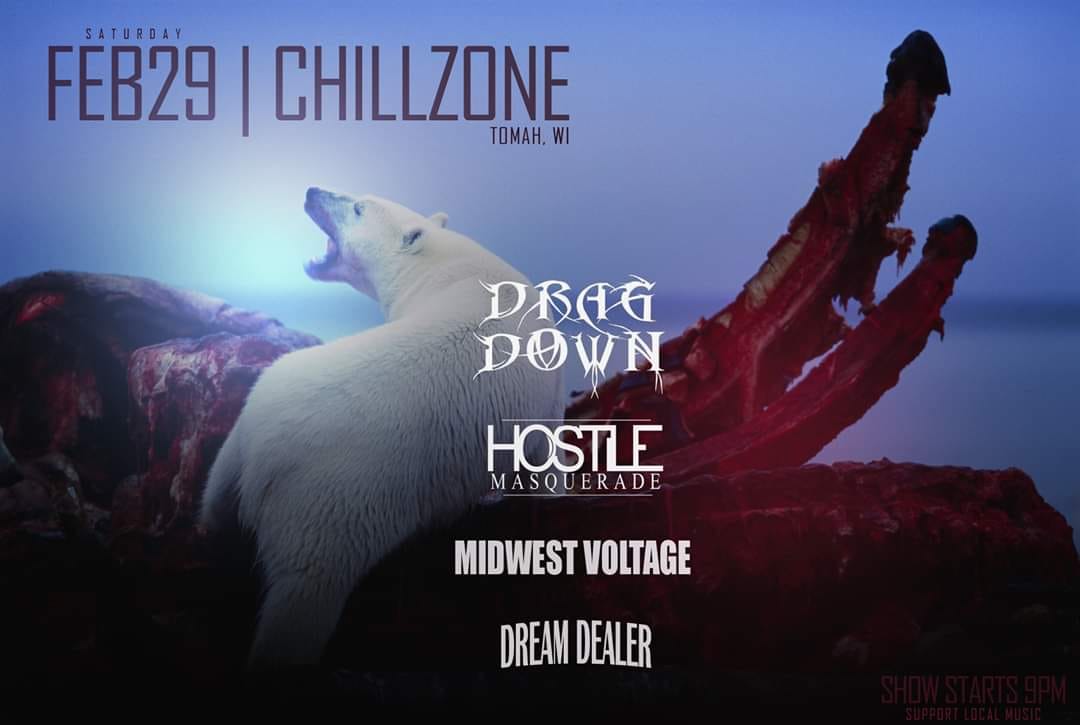 SATURDAY
FEB29 | CHILLZONE
TOMAH, WI
DRAG
DOWN
HOSTILE
MASQUERADE
MIDWEST VOLTAGE
DREAM DEALER
SHOW STARTS 9PM
SUPPORT LOCAL MUSIC